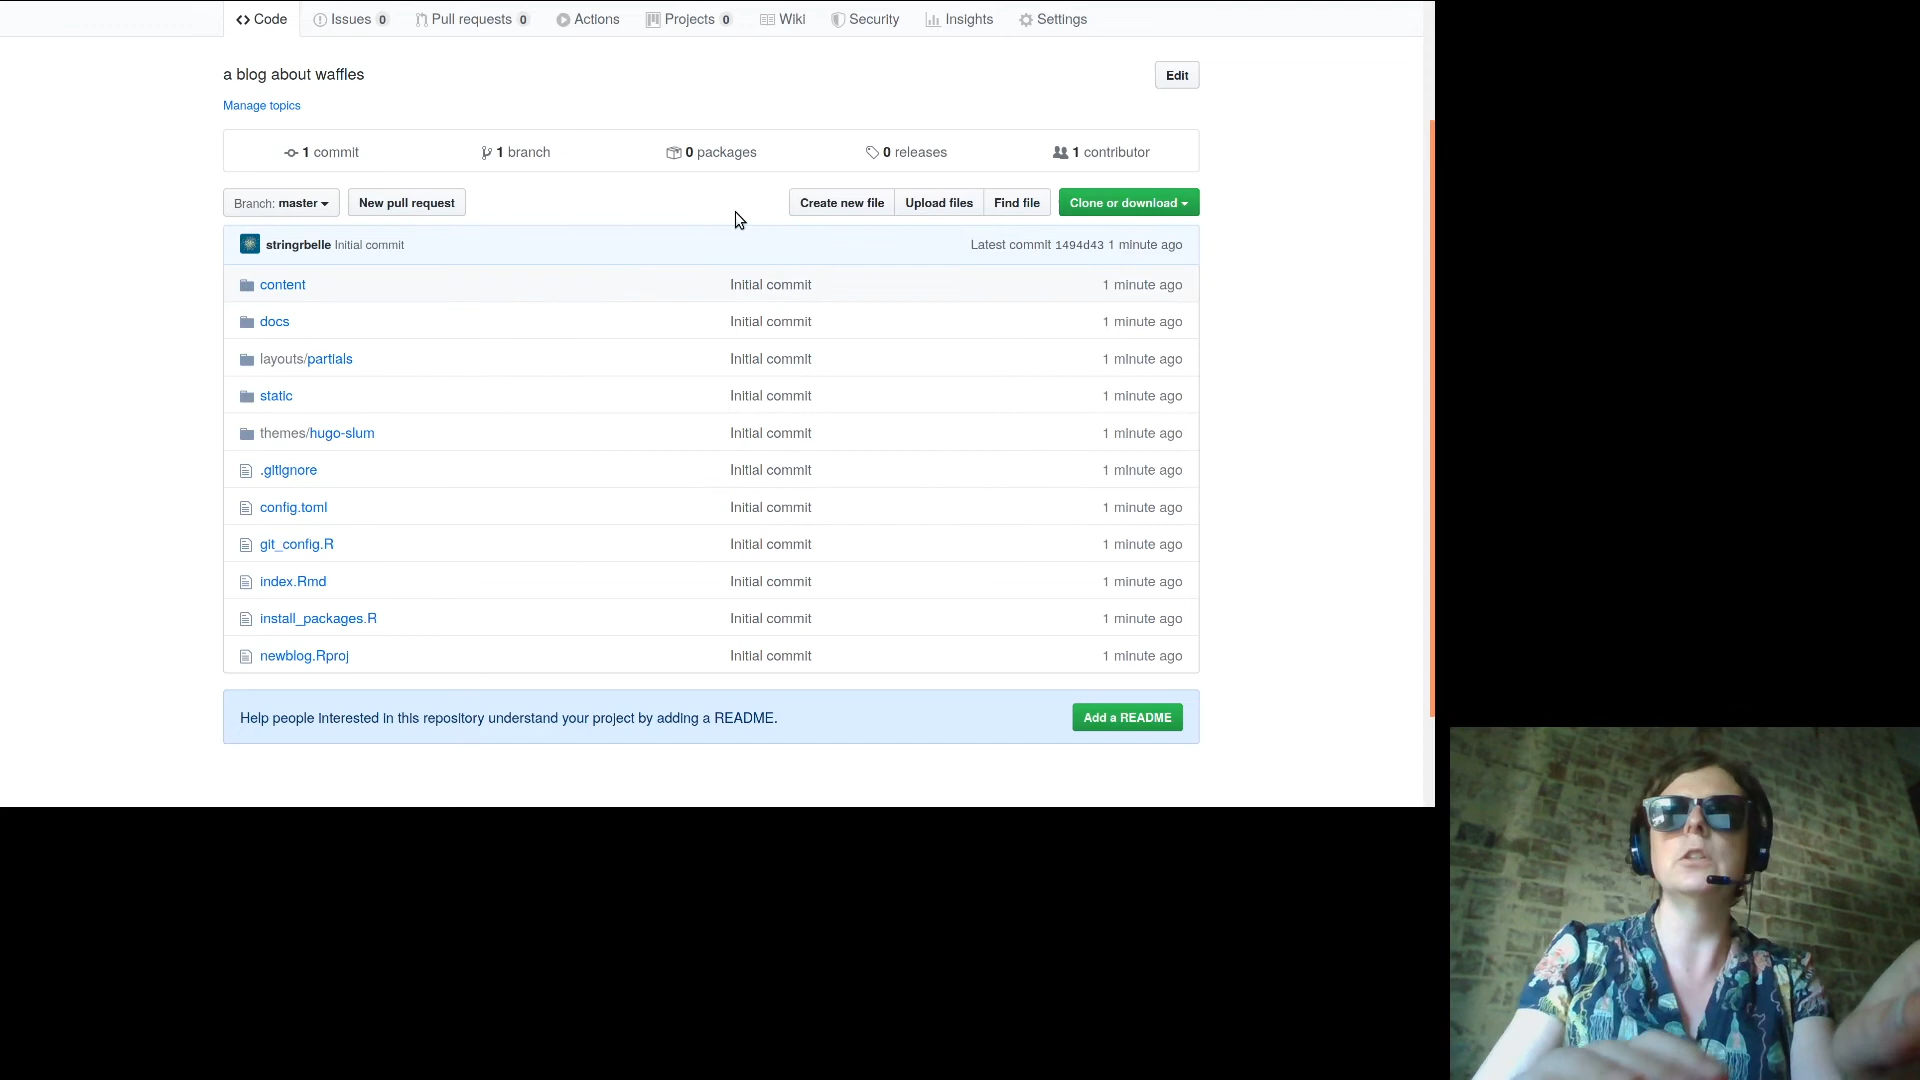 Code Issues 0 Pull requests 0 Actions Projects 0 Wiki Security Insights Settings
a blog about waffles Edit
Manage topics
1 commit 1 branch 0 packages 0 releases 1 contributor
Branch: master New pull request Create new file Upload files Find file Clone or download
stringrbelle Initial commit Latest commit 1494d43 1 minute ago
content Initial commit 1 minute ago
docs Initial commit 1 minute ago
layouts/partials Initial commit 1 minute ago
static Initial commit 1 minute ago
themes/hugo-slum Initial commit 1 minute ago
.gitignore Initial commit 1 minute ago
config.toml Initial commit 1 minute ago
git_config.R Initial commit 1 minute ago
index.Rmd Initial commit 1 minute ago
install_packages.R Initial commit 1 minute ago
newblog.Rproj Initial commit 1 minute ago
Help people interested in this repository understand your project by adding a README. Add a README